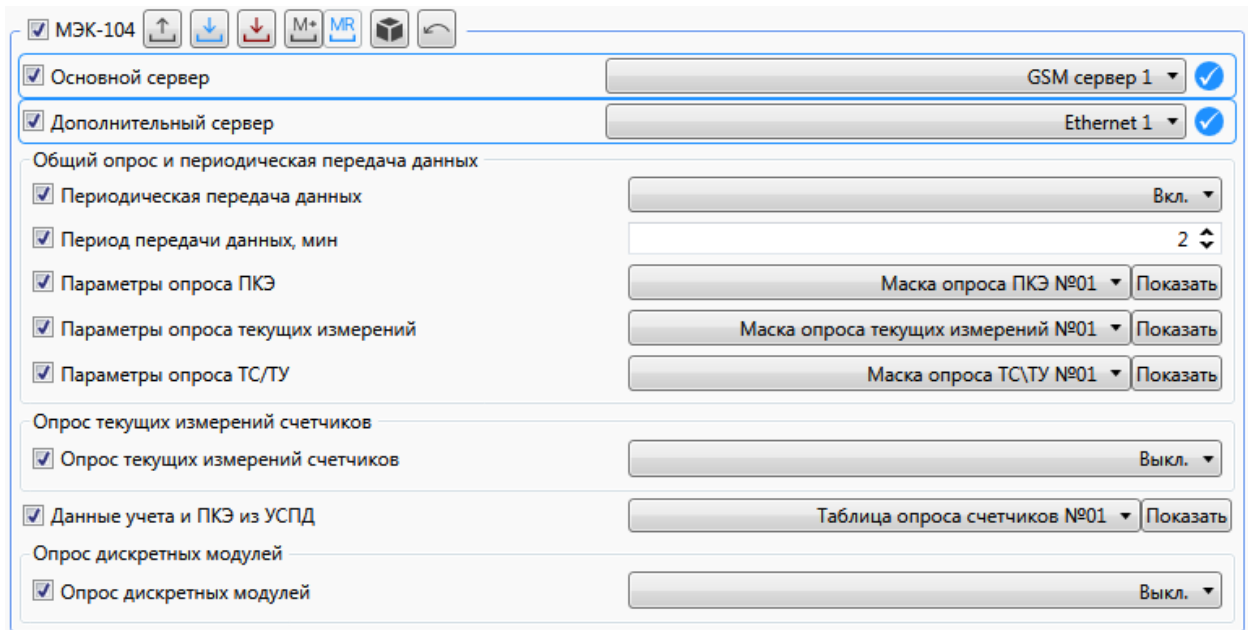 МЭК-104 M+ MR
Основной сервер GSM сервер 1
Дополнительный сервер Ethernet 1
Общий опрос и периодическая передача данных
Периодическая передача данных Вкл.
Период передачи данных, мин 2
Параметры опроса ПКЭ Маска опроса ПКЭ №01 Показать
Параметры опроса текущих измерений Маска опроса текущих измерений №01 Показать
Параметры опроса ТС/ТУ Маска опроса ТС\ТУ №01 Показать
Опрос текущих измерений счетчиков
Опрос текущих измерений счетчиков Выкл.
Данные учета и ПКЭ из УСПД Таблица опроса счетчиков №01 Показать
Опрос дискретных модулей
Опрос дискретных модулей Выкл.